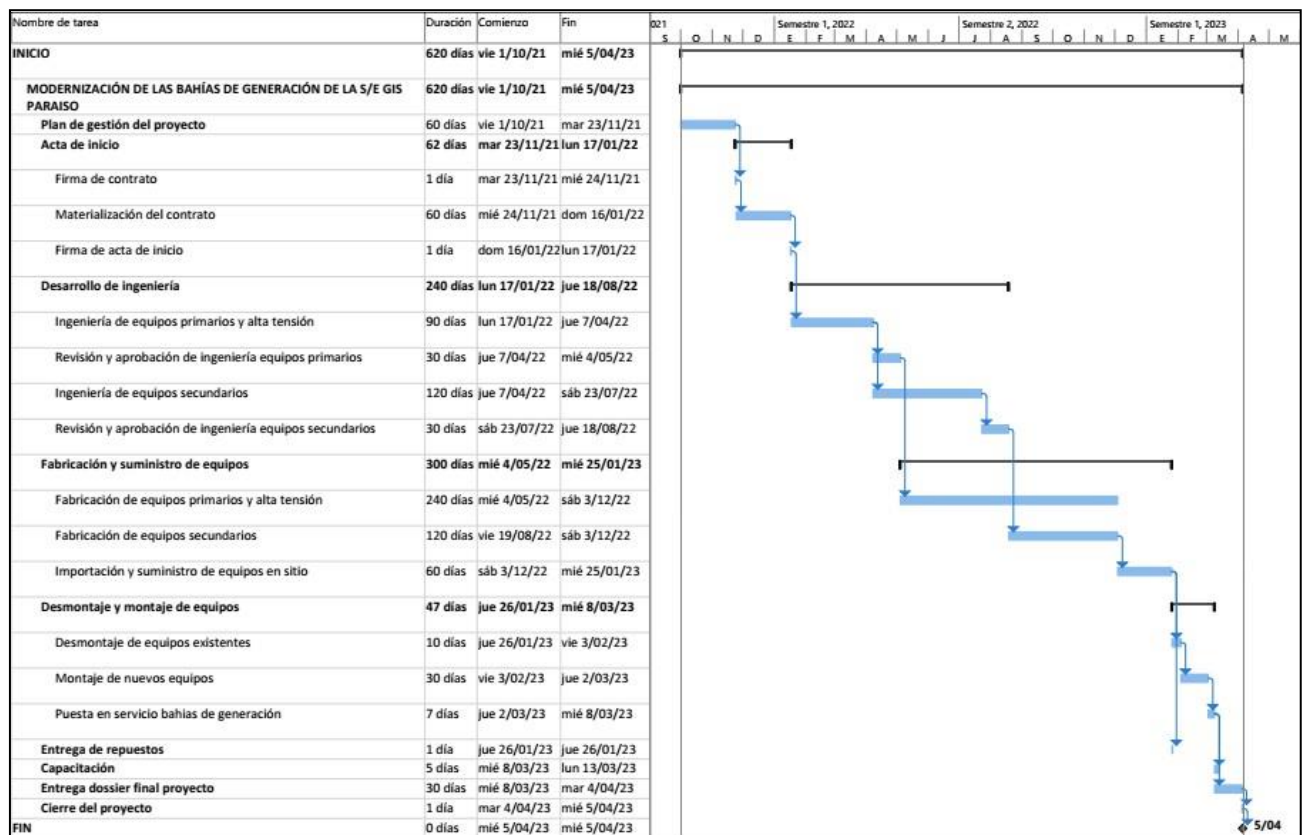 Nombre de tarea Duración Comienzo Fin 021 Semestre 1, 2022 Semestre 2, 2022 Semestre 1, 2023
S O N D E F M A M J J A S O N D E F M A M
INICIO 620 días vie 1/10/21 mié 5/04/23
MODERNIZACIÓN DE LAS BAHÍAS DE GENERACIÓN DE LA S/E GIS 620 días vie 1/10/21 mié 5/04/23
PARAISO
Plan de gestión del proyecto 60 días vie 1/10/21 mar 23/11/21
Acta de inicio 62 días mar 23/11/21 lun 17/01/22
Firma de contrato 1 día mar 23/11/21 mié 24/11/21
Materialización del contrato 60 días mié 24/11/21 dom 16/01/22
Firma de acta de inicio 1 día dom 16/01/22 lun 17/01/22
Desarrollo de ingeniería 240 días lun 17/01/22 jue 18/08/22
Ingeniería de equipos primarios y alta tensión 90 días lun 17/01/22 jue 7/04/22
Revisión y aprobación de ingeniería equipos primarios 30 días jue 7/04/22 mié 4/05/22
Ingeniería de equipos secundarios 120 días jue 7/04/22 sáb 23/07/22
Revisión y aprobación de ingeniería equipos secundarios 30 días sáb 23/07/22 jue 18/08/22
Fabricación y suministro de equipos 300 días mié 4/05/22 mié 25/01/23
Fabricación de equipos primarios y alta tensión 240 días mié 4/05/22 sáb 3/12/22
Fabricación de equipos secundarios 120 días vie 19/08/22 sáb 3/12/22
Importación y suministro de equipos en sitio 60 días sáb 3/12/22 mié 25/01/23
Desmontaje y montaje de equipos 47 días jue 26/01/23 mié 8/03/23
Desmontaje de equipos existentes 10 días jue 26/01/23 vie 3/02/23
Montaje de nuevos equipos 30 días vie 3/02/23 jue 2/03/23
Puesta en servicio bahias de generación 7 días jue 2/03/23 mié 8/03/23
Entrega de repuestos 1 día jue 26/01/23 jue 26/01/23
Capacitación 5 días mié 8/03/23 lun 13/03/23
Entrega dossier final proyecto 30 días mié 8/03/23 mar 4/04/23
Cierre del proyecto 1 día mar 4/04/23 mié 5/04/23
FIN 0 días mié 5/04/23 mié 5/04/23 5/04